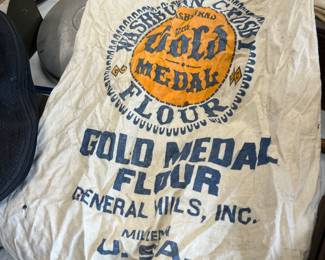 WASHBURN CROSBY
Gold
MEDAL
FLOUR
GOLD MEDAL
FLOUR
GENERAL MILLS, INC.
U.S.A.